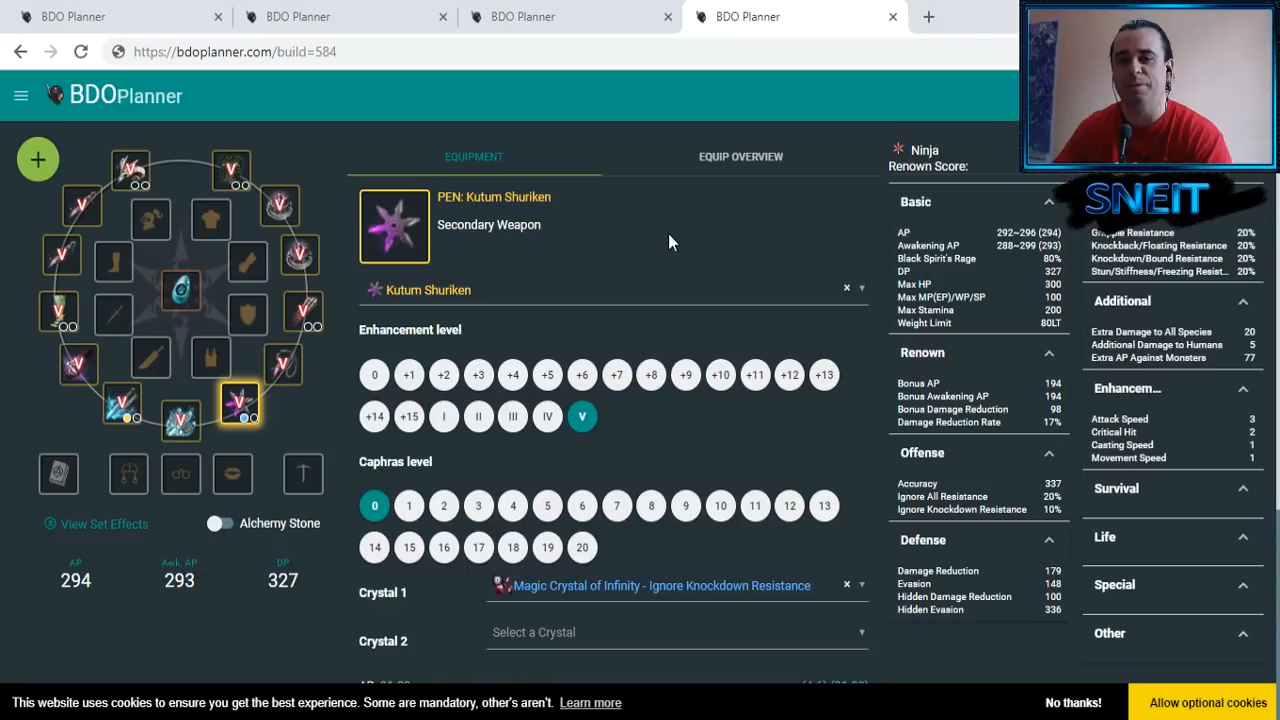 BDO Planner
BDO Planner
BDO Planner
BDO Planner
https://bdoplanner.com/build=584
BDOPlanner
EQUIPMENT
EQUIP OVERVIEW
PEN: Kutum Shuriken
Secondary Weapon
Kutum Shuriken
Enhancement level
0 +1 +2 +3 +4 +5 +6 +7 +8 +9 +10 +11 +12 +13
+14 +15 I II III IV V
Caphras level
0 1 2 3 4 5 6 7 8 9 10 11 12 13
14 15 16 17 18 19 20
Crystal 1
Magic Crystal of Infinity - Ignore Knockdown Resistance
Crystal 2
Select a Crystal
V V V V V V V V V V V V V
View Set Effects
Alchemy Stone
AP Awk. AP DP
294 293 327
Ninja
Renown Score:
Basic
AP 292~296 (294)
Awakening AP 288~299 (293)
Black Spirit's Rage 80%
DP 327
Max HP 300
Max MP(EP)/WP/SP 100
Max Stamina 200
Weight Limit 80LT
Renown
Bonus AP 194
Bonus Awakening AP 194
Bonus Damage Reduction 98
Damage Reduction Rate 17%
Offense
Accuracy 337
Ignore All Resistance 20%
Ignore Knockdown Resistance 10%
Defense
Damage Reduction 179
Evasion 148
Hidden Damage Reduction 100
Hidden Evasion 336
SNEIT
Grapple Resistance 20%
Knockback/Floating Resistance 20%
Knockdown/Bound Resistance 20%
Stun/Stiffness/Freezing Resist... 20%
Additional
Extra Damage to All Species 20
Additional Damage to Humans 5
Extra AP Against Monsters 77
Enhancem...
Attack Speed 3
Critical Hit 2
Casting Speed 1
Movement Speed 1
Survival
Life
Special
Other
This website uses cookies to ensure you get the best experience. Some are mandatory, other's aren't. Learn more
No thanks!
Allow optional cookies